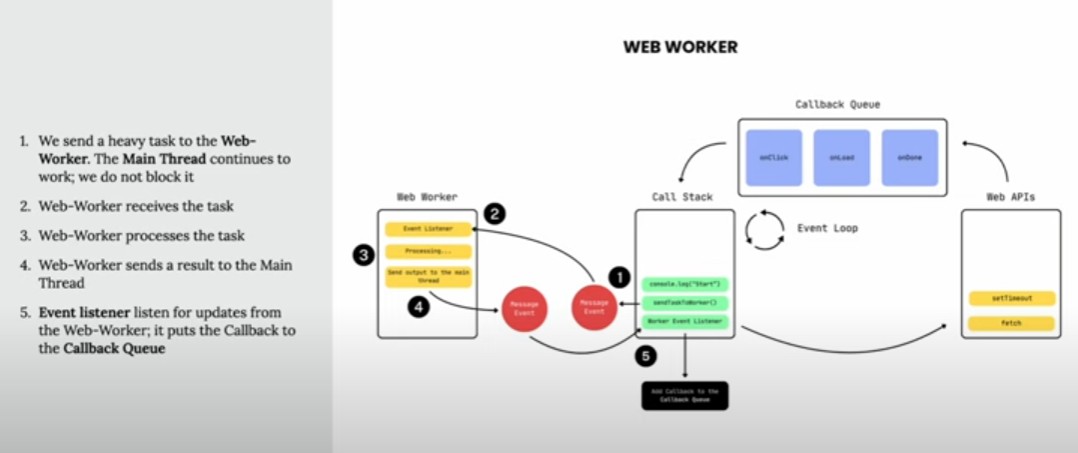 WEB WORKER
1. We send a heavy task to the Web-
Worker. The Main Thread continues to
work; we do not block it
2. Web-Worker receives the task
3. Web-Worker processes the task
4. Web-Worker sends a result to the Main
Thread
5. Event listener listen for updates from
the Web-Worker; it puts the Callback to
the Callback Queue
Callback Queue
onClick
onLoad
onDone
Web Worker
Event Listener
Processing...
Send output to the main
thread
2
3
4
Message
Event
Message
Event
1
Call Stack
console.log("Start")
sendTaskToWorker()
Worker Event Listener
5
Add Callback to the
Callback Queue
Event Loop
Web APIs
setTimeout
fetch